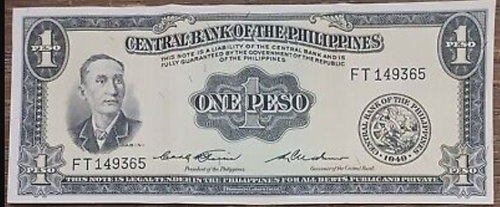 1 PESO
CENTRAL BANK OF THE PHILIPPINES
1 PESO
THIS NOTE IS A LIABILITY OF THE CENTRAL BANK AND IS
FULLY GUARANTEED BY THE GOVERNMENT OF THE REPUBLIC
OF THE PHILIPPINES
FT 149365
1
ONE PESO
MABINI
CENTRAL BANK OF THE PHILIPPINES
1949
FT 149365
President of the Philippines
Governor of the Central Bank
1 PESO
1 PESO
THIS NOTE IS LEGAL TENDER IN THE PHILIPPINES FOR ALL DEBTS PUBLIC AND PRIVATE